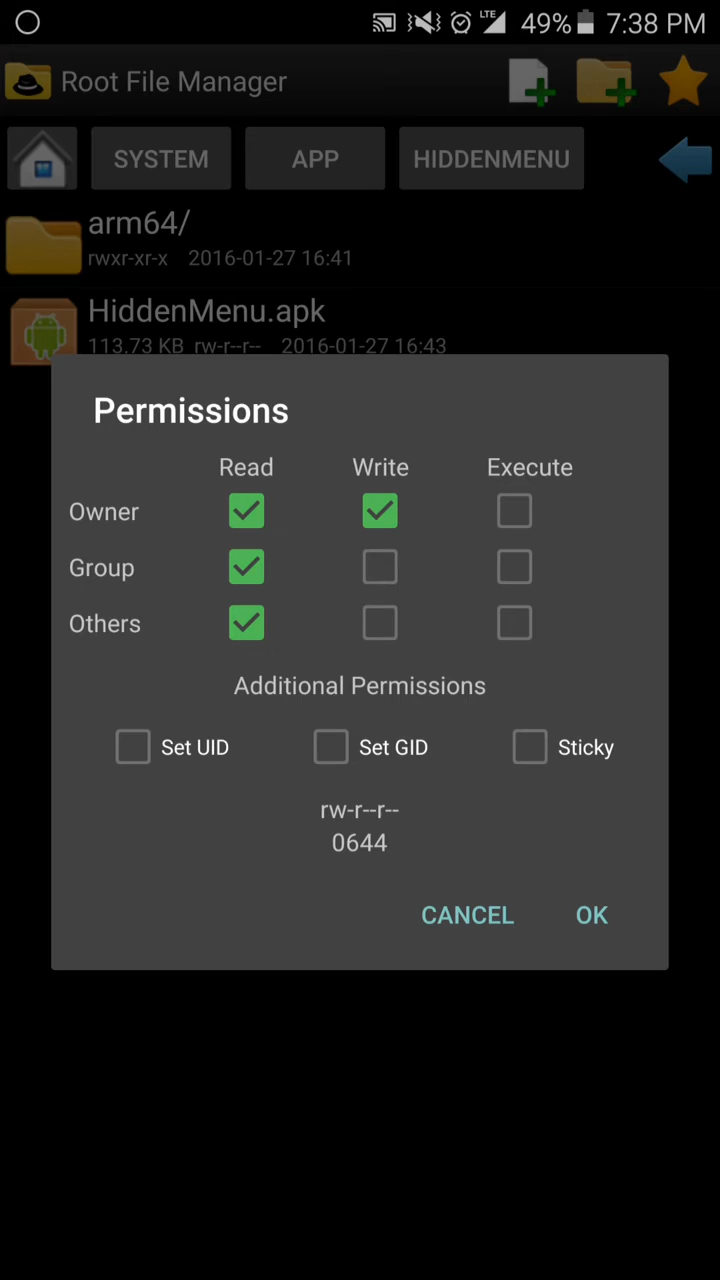 LTE 49% 7:38 PM
Root File Manager
SYSTEM APP HIDDENMENU
arm64/
rwxr-xr-x 2016-01-27 16:41
HiddenMenu.apk
113.73 KB rw-r--r-- 2016-01-27 16:43
Permissions
Read Write Execute
Owner
Group
Others
Additional Permissions
Set UID Set GID Sticky
rw-r--r--
0644
CANCEL OK